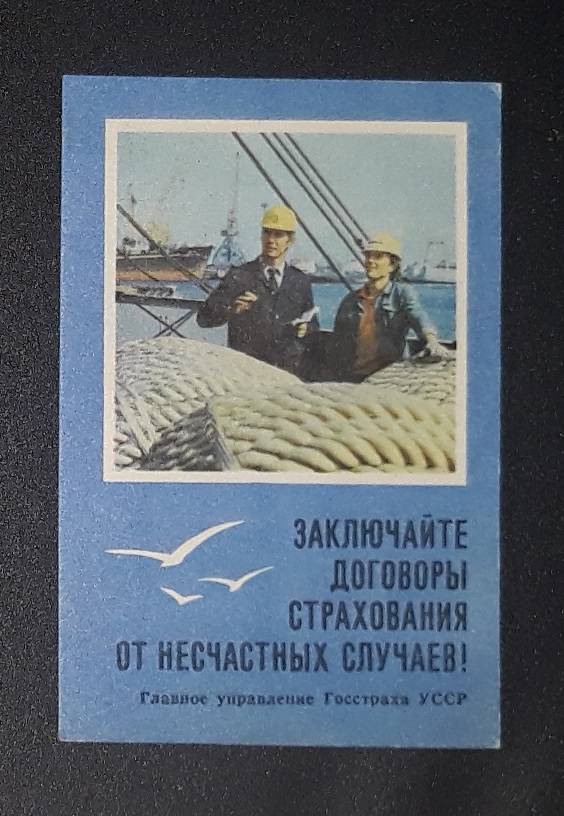 ЗАКЛЮЧАЙТЕ
ДОГОВОРЫ
СТРАХОВАНИЯ
ОТ НЕСЧАСТНЫХ СЛУЧАЕВ!
Главное управление Госстраха УССР